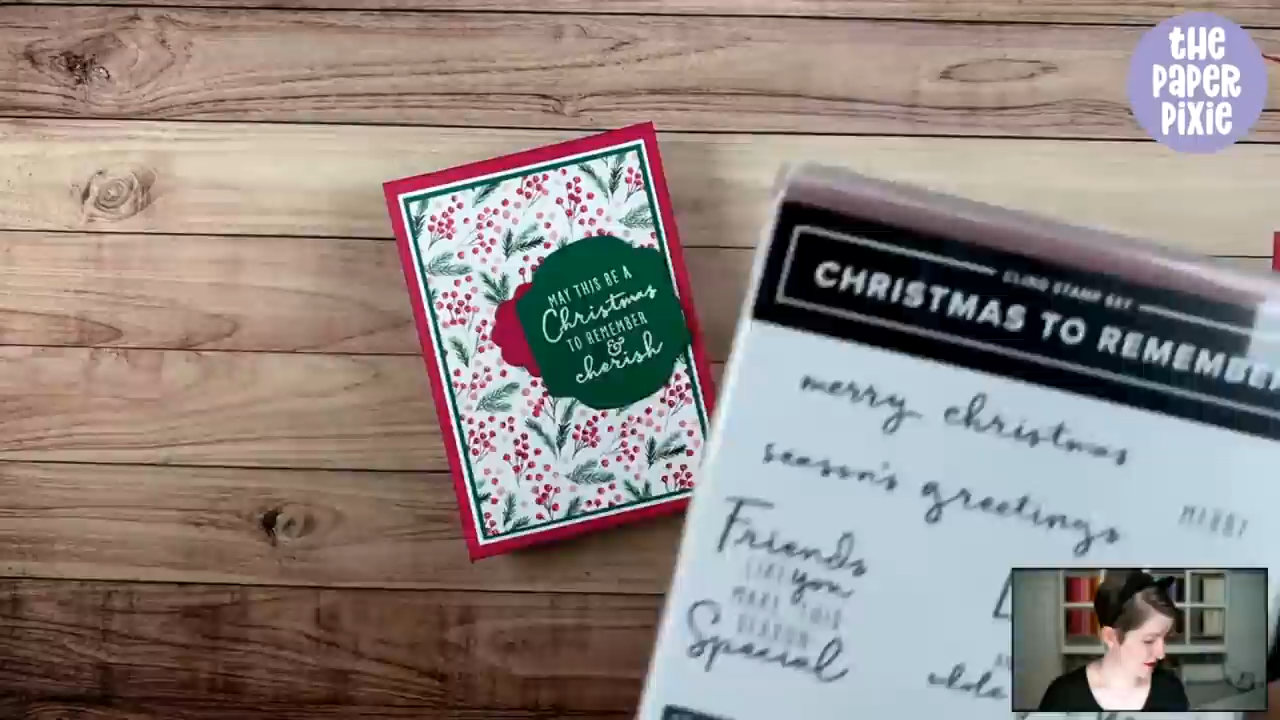 the
paper
pixie
MAY THIS BE A
Christmas
TO REMEMBER
&
cherish
CLING STAMP SET
CHRISTMAS TO REMEMBER
merry christmas
season's greetings
MERRY
Friends
LIKE you
MAKE THIS
SEASON
Special
whole